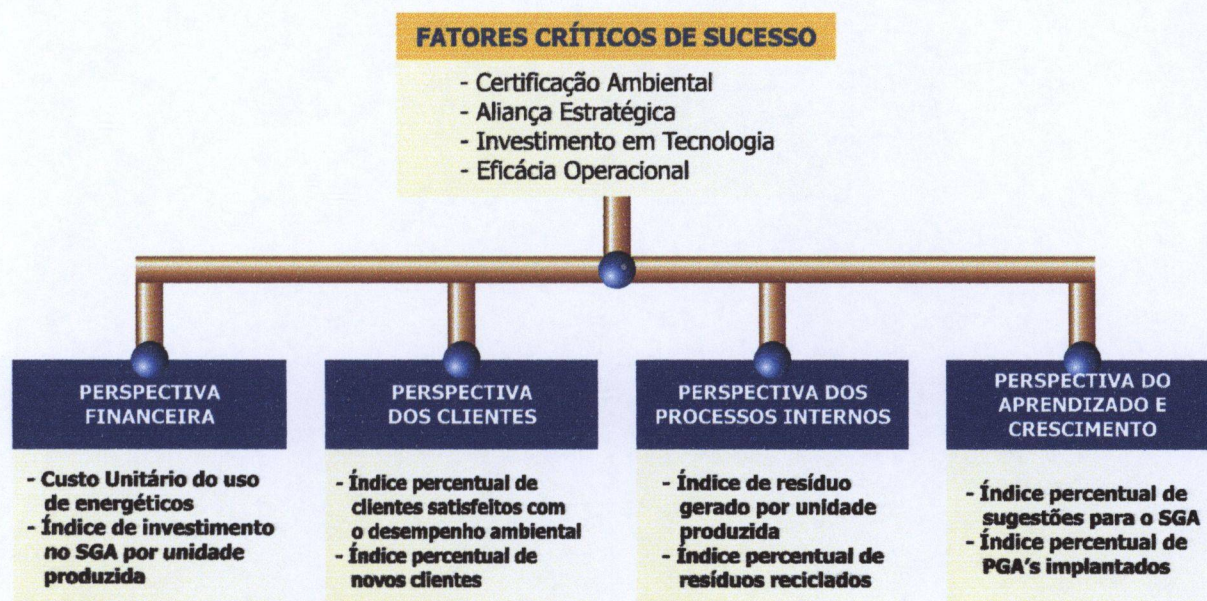 FATORES CRÍTICOS DE SUCESSO
- Certificação Ambiental
- Aliança Estratégica
- Investimento em Tecnologia
- Eficácia Operacional
PERSPECTIVA
FINANCEIRA
- Custo Unitário do uso
de energéticos
- Índice de investimento
no SGA por unidade
produzida
PERSPECTIVA
DOS CLIENTES
- Índice percentual de
clientes satisfeitos com
o desempenho ambiental
- Índice percentual de
novos clientes
PERSPECTIVA DOS
PROCESSOS INTERNOS
- Índice de resíduo
gerado por unidade
produzida
- Índice percentual de
resíduos reciclados
PERSPECTIVA DO
APRENDIZADO E
CRESCIMENTO
- Índice percentual de
sugestões para o SGA
- Índice percentual de
PGA's implantados